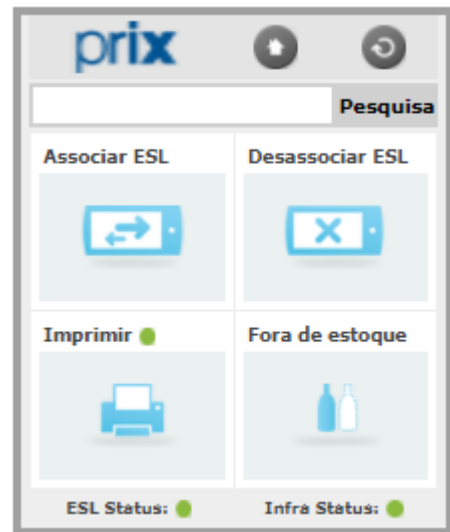 prix
Pesquisa
Associar ESL
Desassociar ESL
Imprimir
Fora de estoque
ESL Status:
Infra Status: